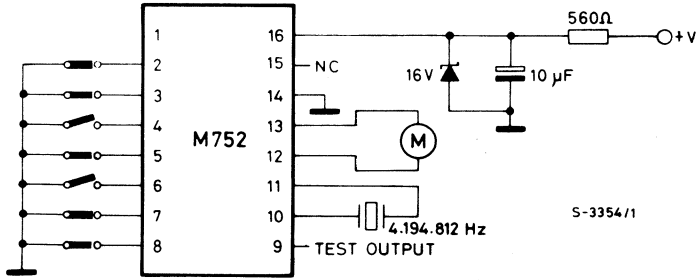 560Ω
1 16 +V
2 15 NC
16V 10 µF
3 14
4 13
M752 M
5 12
6 11
S-3354/1
7 10 4.194.812 Hz
8 9 TEST OUTPUT